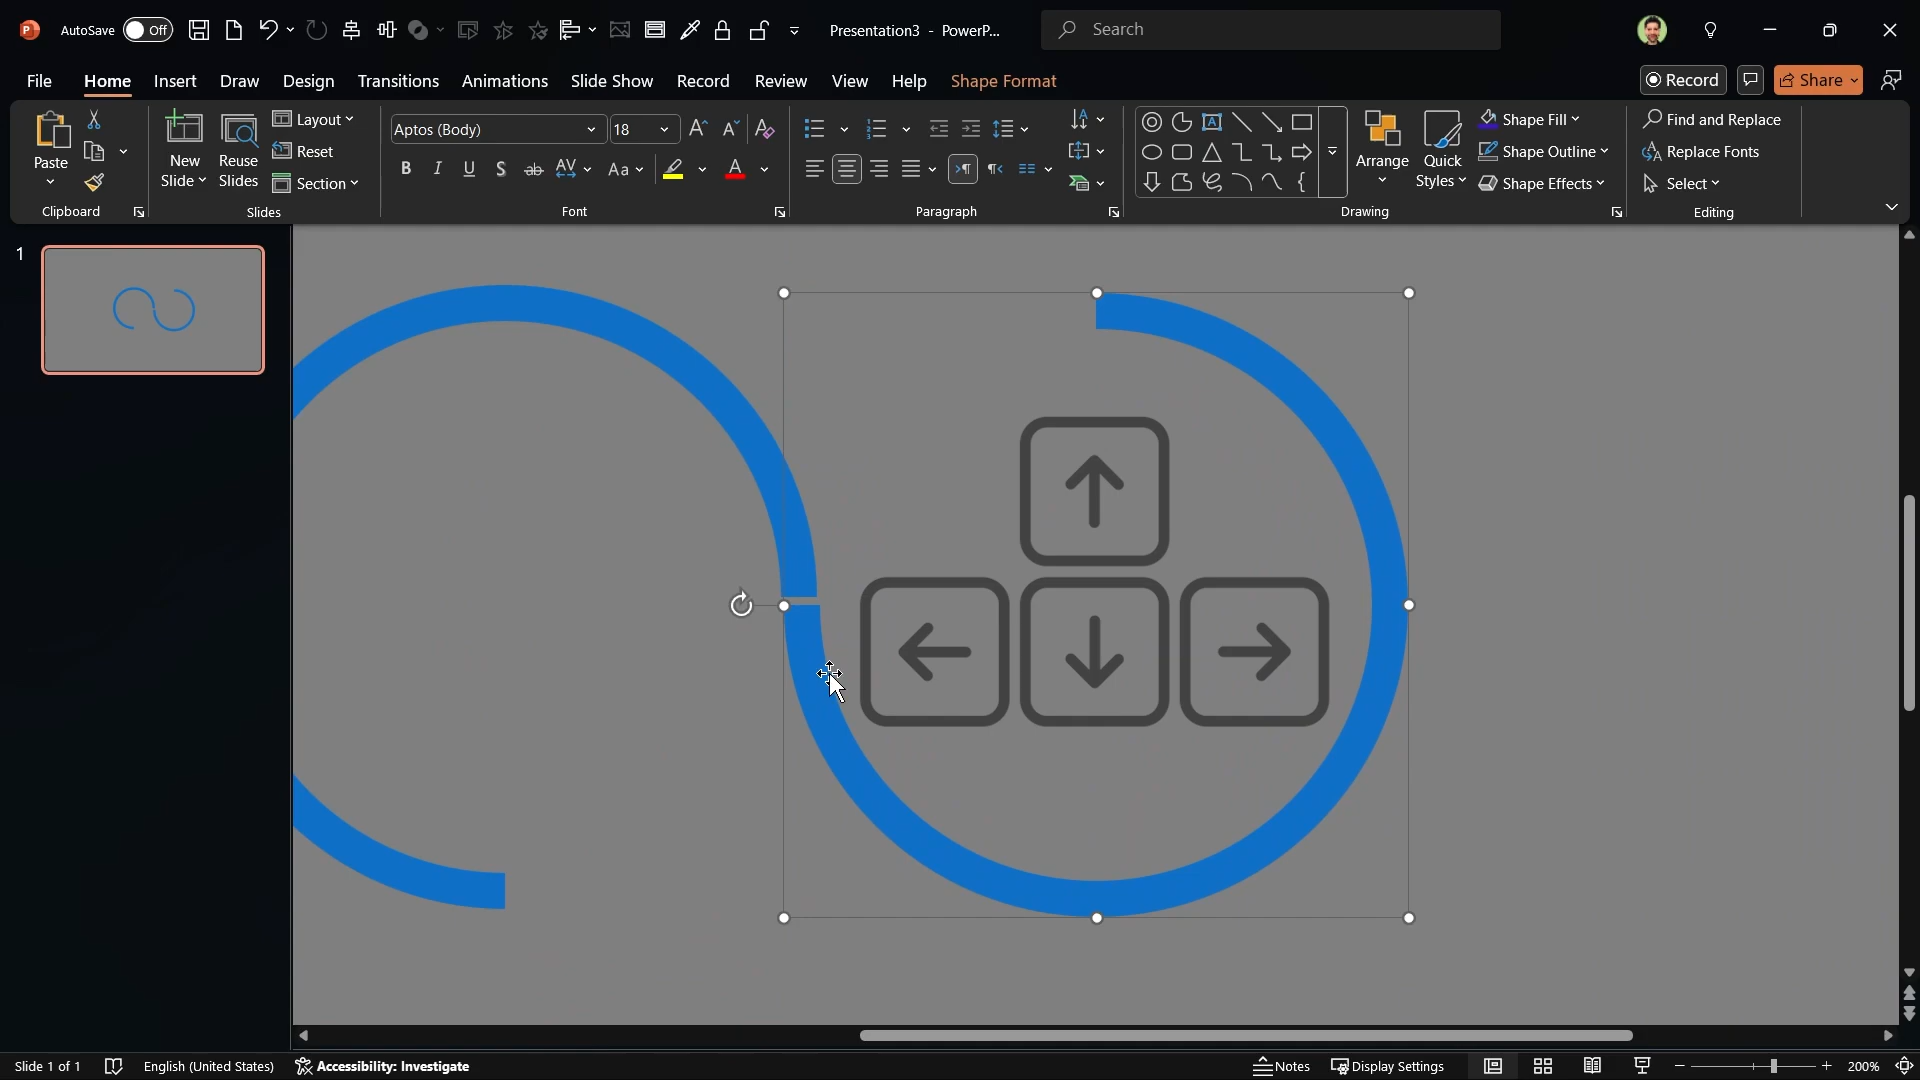 AutoSave Off Presentation3 - PowerP... Search
File Home Insert Draw Design Transitions Animations Slide Show Record Review View Help Shape Format Record Share
Paste
New Slide
Reuse Slides
Layout
Reset
Section
Aptos (Body) 18
B I U S ab AV Aa A
Arrange
Quick Styles
Shape Fill
Shape Outline
Shape Effects
Find and Replace
Replace Fonts
Select
Clipboard Slides Font Paragraph Drawing Editing
1
Slide 1 of 1 English (United States) Accessibility: Investigate Notes Display Settings 200%